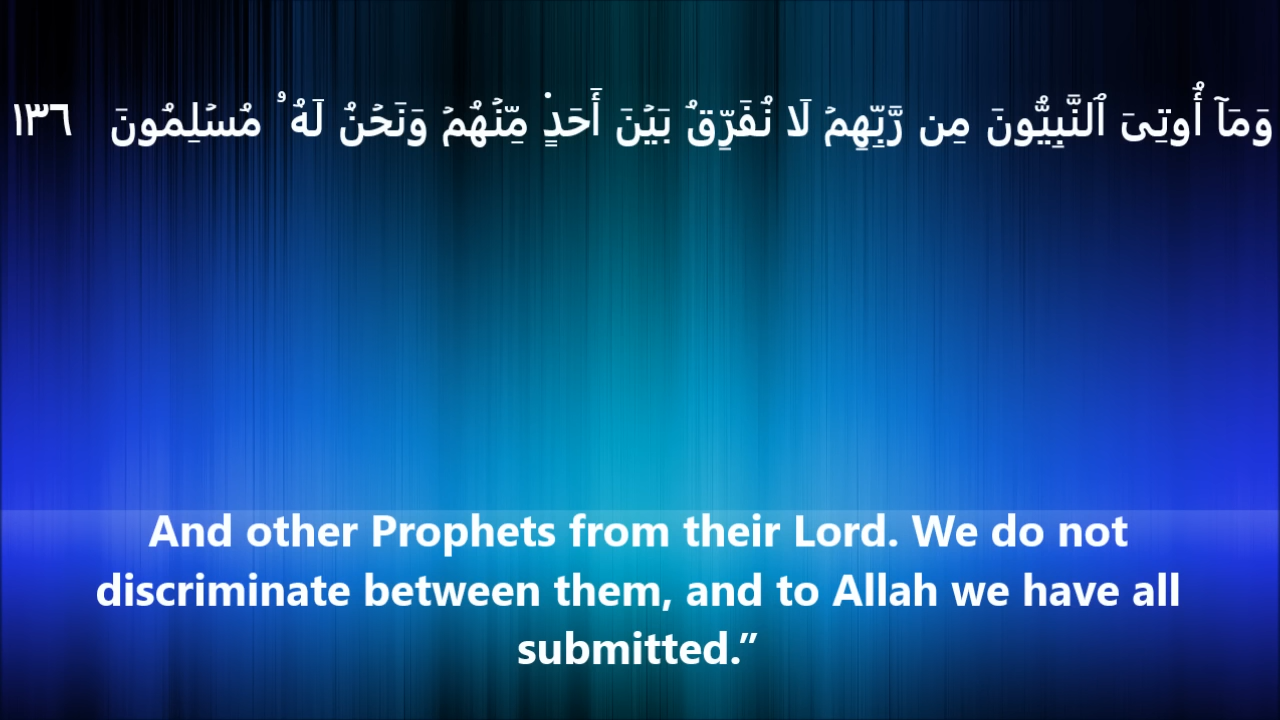 وَمَآ أُوتِىَ ٱلنَّبِيُّونَ مِن رَّبِّهِمْ لَا نُفَرِّقُ بَيْنَ أَحَدٍۢ مِّنْهُمْ وَنَحْنُ لَهُۥ مُسْلِمُونَ ١٣٦
And other Prophets from their Lord. We do not
discriminate between them, and to Allah we have all
submitted.”